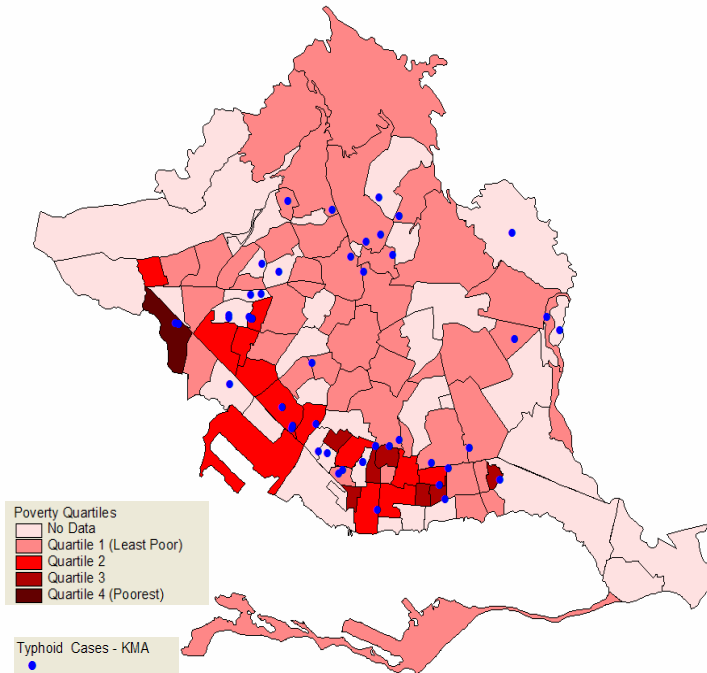 Poverty Quartiles
No Data
Quartile 1 (Least Poor)
Quartile 2
Quartile 3
Quartile 4 (Poorest)
Typhoid Cases - KMA